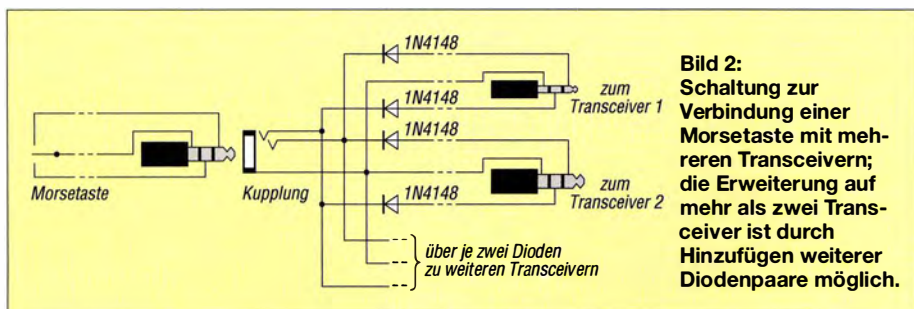 1N4148
1N4148
1N4148
1N4148
Morsetaste
Kupplung
zum
Transceiver 1
zum
Transceiver 2
über je zwei Dioden
zu weiteren Transceivern
Bild 2:
Schaltung zur
Verbindung einer
Morsetaste mit meh-
reren Transceivern;
die Erweiterung auf
mehr als zwei Trans-
ceiver ist durch
Hinzufügen weiterer
Diodenpaare möglich.